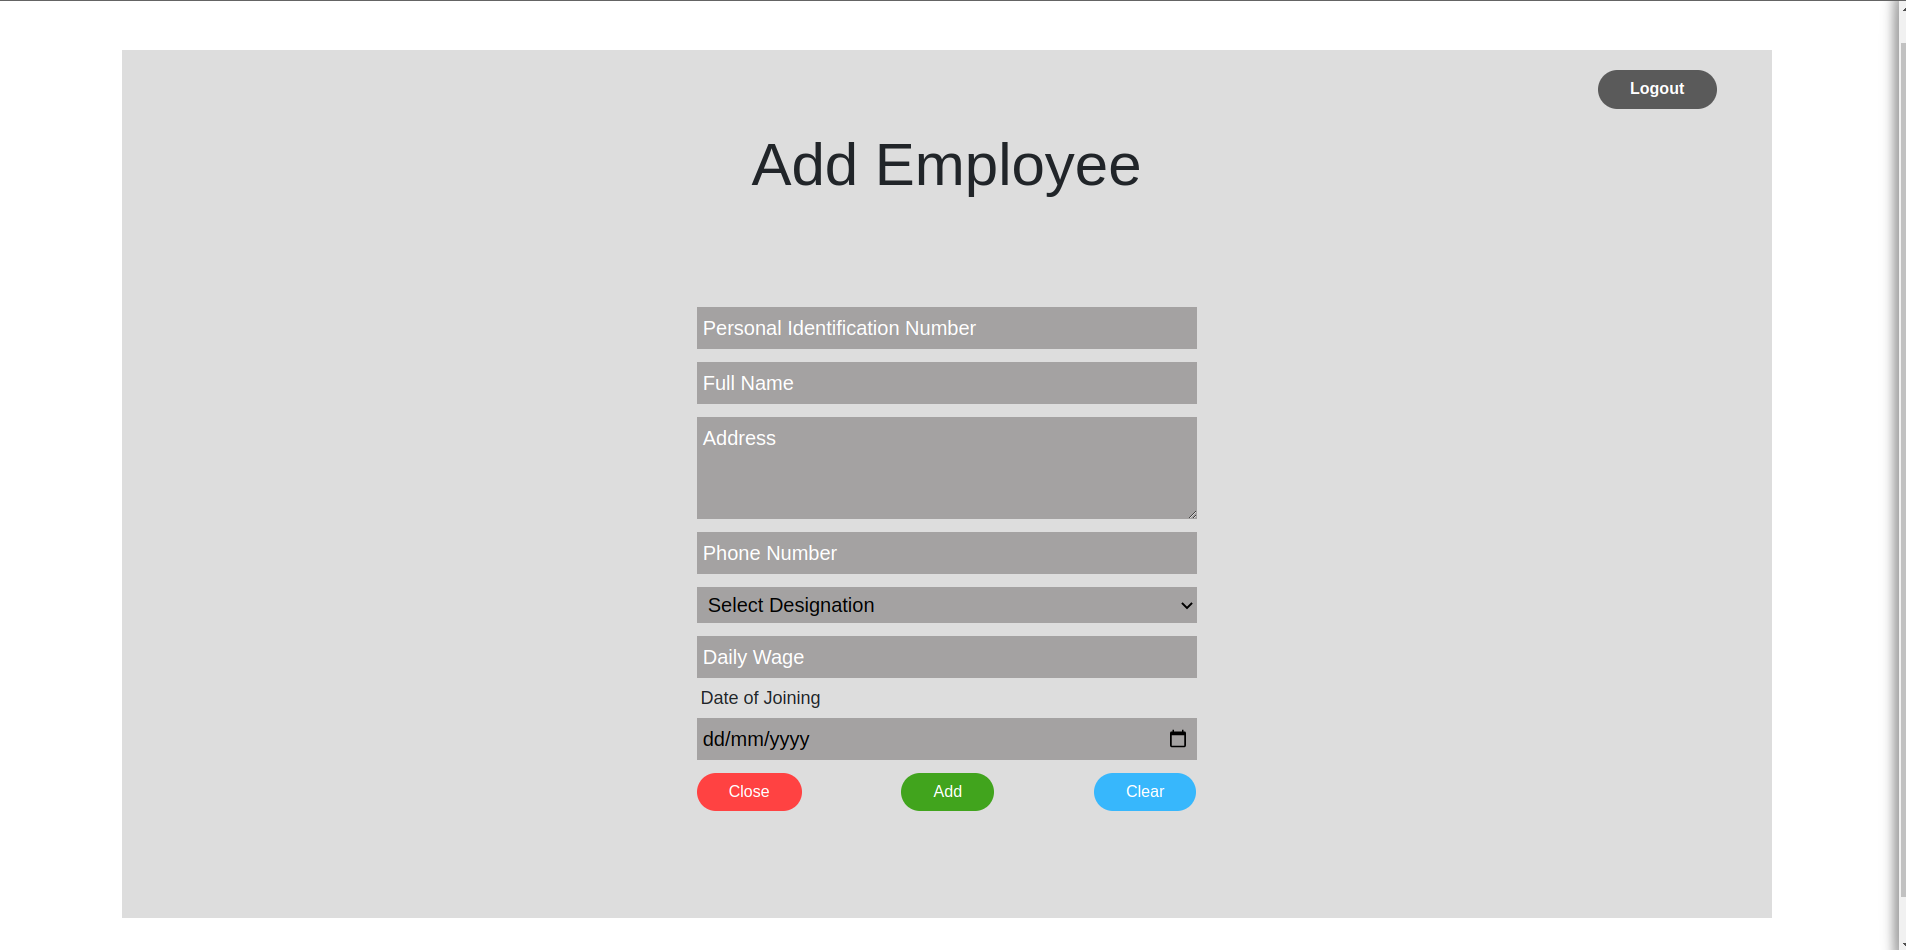 Logout
Add Employee
Personal Identification Number
Full Name
Address
Phone Number
Select Designation
Daily Wage
Date of Joining
dd/mm/yyyy
Close Add Clear